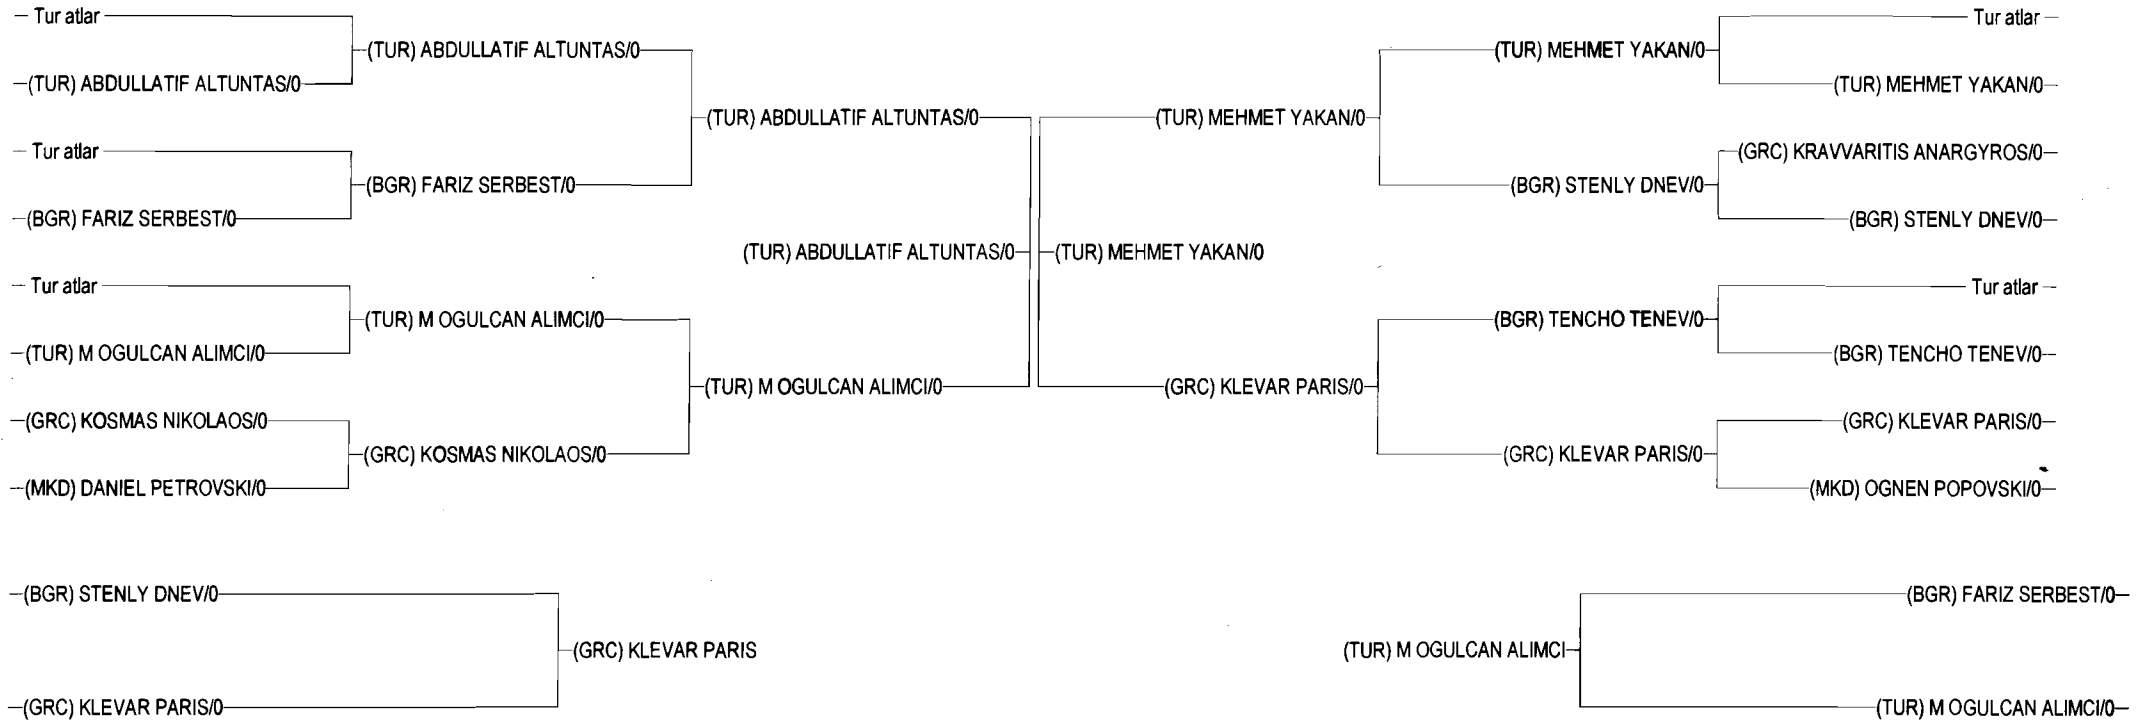 Tur atlar
(TUR) ABDULLATIF ALTUNTAS/0
(TUR) ABDULLATIF ALTUNTAS/0
Tur atlar
(BGR) FARIZ SERBEST/0
(BGR) FARIZ SERBEST/0
(TUR) ABDULLATIF ALTUNTAS/0
Tur atlar
(TUR) M OGULCAN ALIMCI/0
(TUR) M OGULCAN ALIMCI/0
(GRC) KOSMAS NIKOLAOS/0
(GRC) KOSMAS NIKOLAOS/0
(MKD) DANIEL PETROVSKI/0
(TUR) M OGULCAN ALIMCI/0
(TUR) ABDULLATIF ALTUNTAS/0
(TUR) MEHMET YAKAN/0
(TUR) MEHMET YAKAN/0
(TUR) MEHMET YAKAN/0
Tur atlar
(TUR) MEHMET YAKAN/0
(GRC) KRAVVARITIS ANARGYROS/0
(BGR) STENLY DNEV/0
(BGR) STENLY DNEV/0
(GRC) KLEVAR PARIS/0
(BGR) TENCHO TENEV/0
Tur atlar
(BGR) TENCHO TENEV/0
(GRC) KLEVAR PARIS/0
(GRC) KLEVAR PARIS/0
(MKD) OGNEN POPOVSKI/0
(BGR) STENLY DNEV/0
(GRC) KLEVAR PARIS
(GRC) KLEVAR PARIS/0
(BGR) FARIZ SERBEST/0
(TUR) M OGULCAN ALIMCI
(TUR) M OGULCAN ALIMCI/0